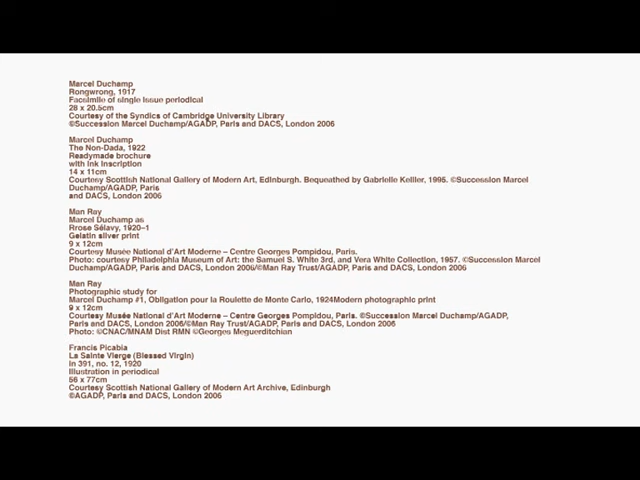 Marcel Duchamp
Rongwrong, 1917
Facsimile of single issue periodical
28 x 20.5cm
Courtesy of the Syndics of Cambridge University Library
©Succession Marcel Duchamp/AGADP, Paris and DACS, London 2006
Marcel Duchamp
The Non-Dada, 1922
Readymade brochure
with ink inscription
14 x 11cm
Courtesy Scottish National Gallery of Modern Art, Edinburgh. Bequeathed by Gabrielle Keiller, 1995. ©Succession Marcel
Duchamp/AGADP, Paris
and DACS, London 2006
Man Ray
Marcel Duchamp as
Rrose Sélavy, 1920–1
Gelatin silver print
9 x 12cm
Courtesy Musée National d'Art Moderne – Centre Georges Pompidou, Paris.
Photo: courtesy Philadelphia Museum of Art: the Samuel S. White 3rd, and Vera White Collection, 1957. ©Succession Marcel
Duchamp/AGADP, Paris and DACS, London 2006/©Man Ray Trust/AGADP, Paris and DACS, London 2006
Man Ray
Photographic study for
Marcel Duchamp #1, Obligation pour la Roulette de Monte Carlo, 1924Modern photographic print
9 x 12cm
Courtesy Musée National d'Art Moderne – Centre Georges Pompidou, Paris. ©Succession Marcel Duchamp/AGADP,
Paris and DACS, London 2006/©Man Ray Trust/AGADP, Paris and DACS, London 2006
Photo: ©CNAC/MNAM Dist RMN ©Georges Meguerditchian
Francis Picabia
La Sainte Vierge (Blessed Virgin)
in 391, no. 12, 1920
Illustration in periodical
56 x 77cm
Courtesy Scottish National Gallery of Modern Art Archive, Edinburgh
©AGADP, Paris and DACS, London 2006